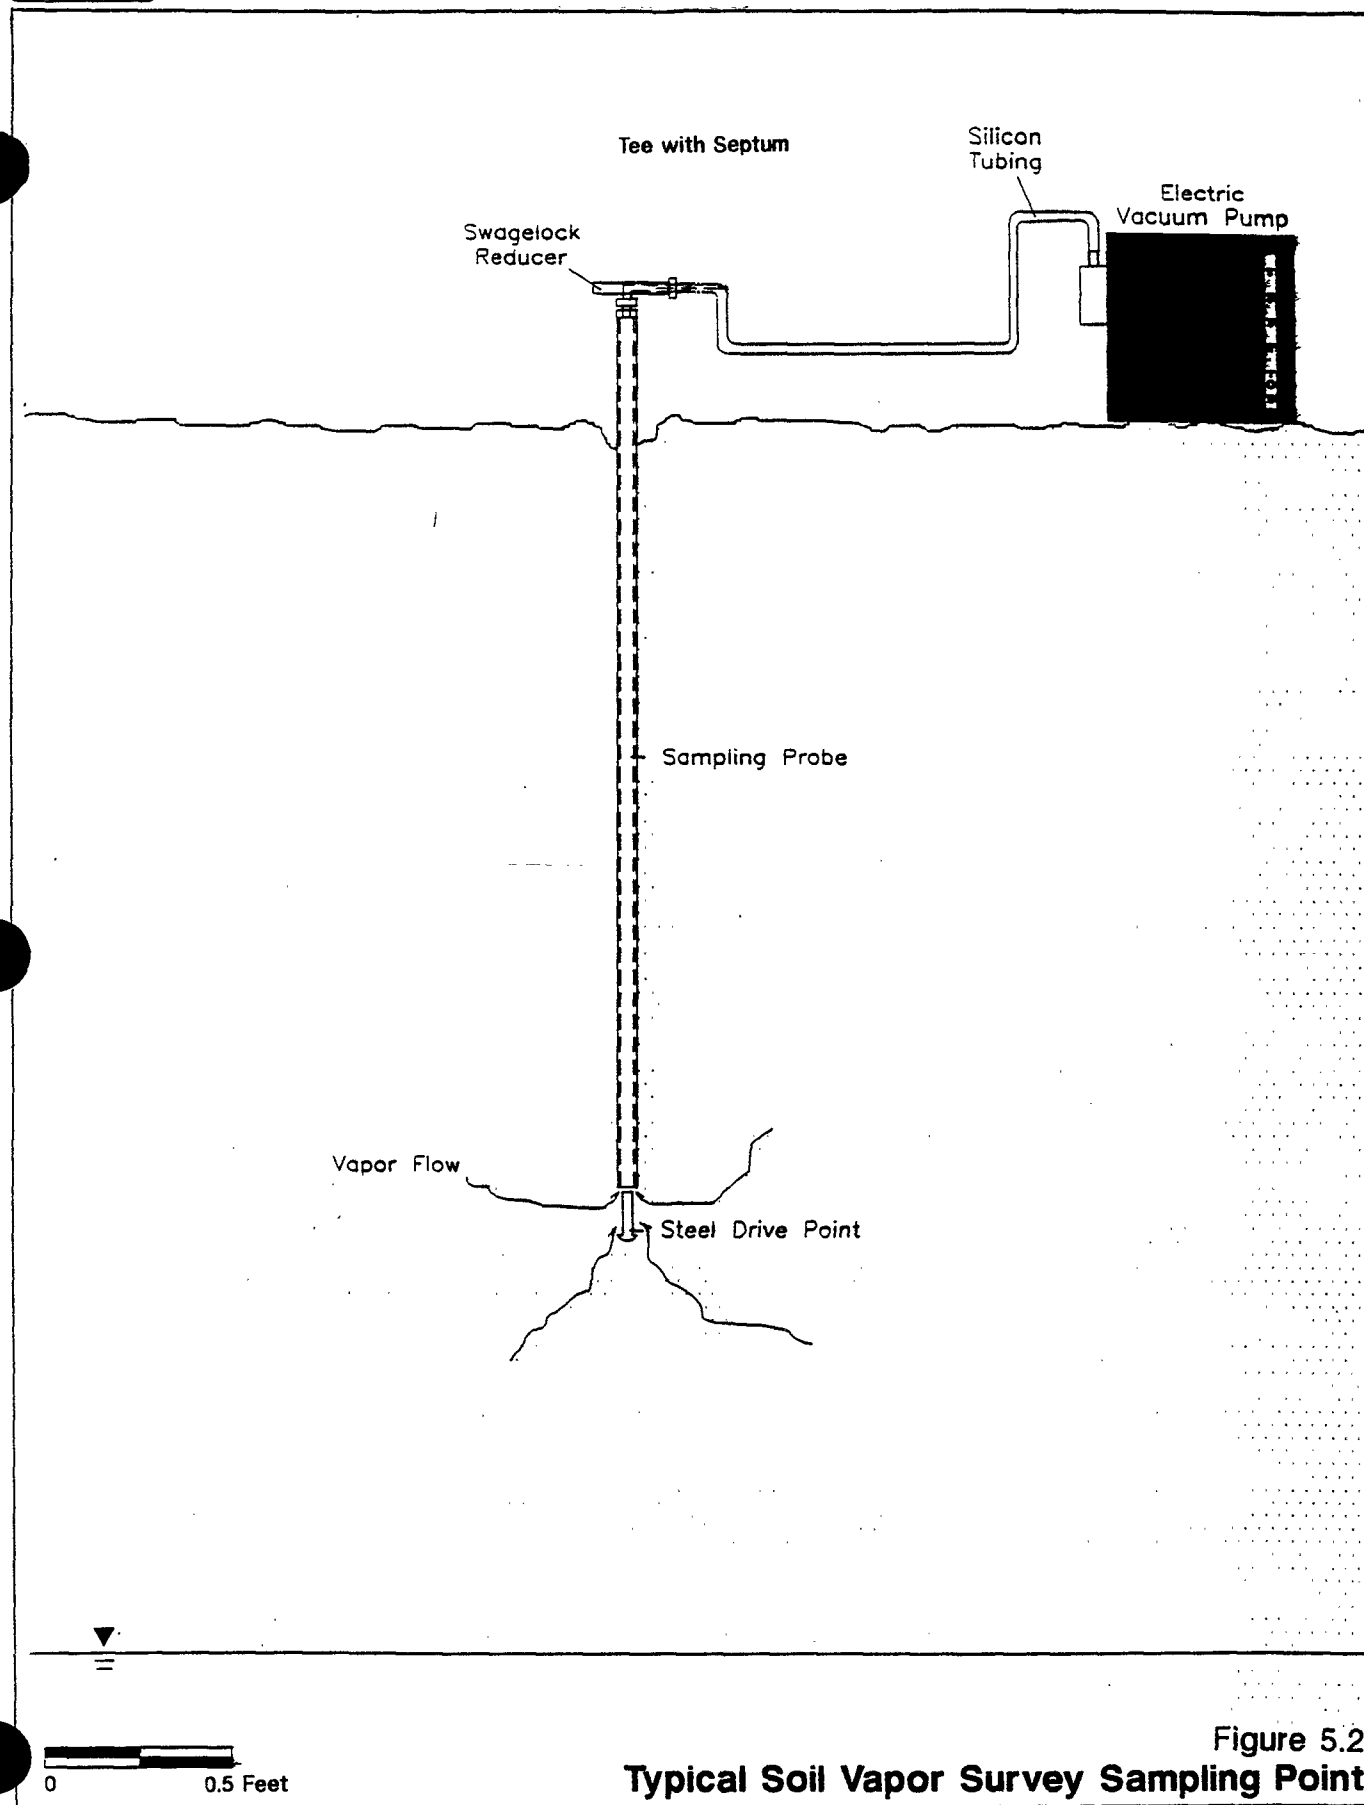 Tee with Septum
Silicon
Tubing
Electric
Vacuum Pump
Swagelock
Reducer
Sampling Probe
Vapor Flow
Steel Drive Point
0
0.5 Feet
Figure 5.2
Typical Soil Vapor Survey Sampling Point